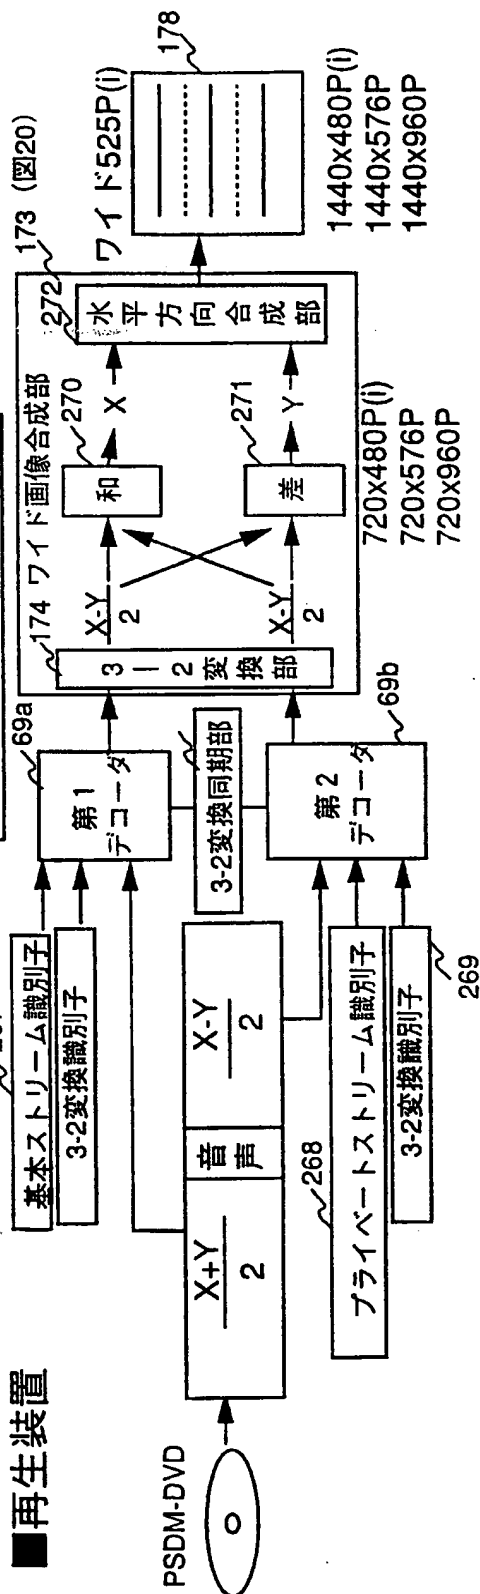 ■再生装置
PSDM-DVD
X+Y
2
音声
X-Y
2
基本ストリーム識別子
3-2変換識別子
268
プライベートストリーム識別子
3-2変換識別子
269
69a
第1
デコーダ
3-2変換同期部
第2
デコーダ
69b
174 ワイド画像合成部
3-2変換部
X-Y
2
X-Y
2
和
270
差
271
X
Y
272
水平方向合成部
173 (図20)
720x480P(i)
720x576P
720x960P
ワイド525P(i)
178
1440x480P(i)
1440x576P
1440x960P